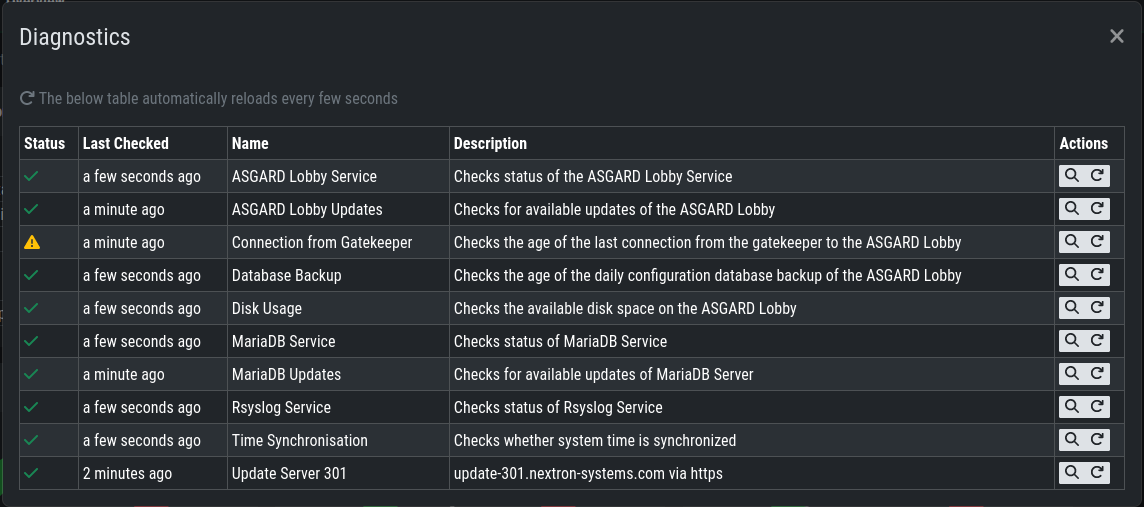 Diagnostics
The below table automatically reloads every few seconds
Status Last Checked Name Description Actions
a few seconds ago ASGARD Lobby Service Checks status of the ASGARD Lobby Service
a minute ago ASGARD Lobby Updates Checks for available updates of the ASGARD Lobby
a minute ago Connection from Gatekeeper Checks the age of the last connection from the gatekeeper to the ASGARD Lobby
a few seconds ago Database Backup Checks the age of the daily configuration database backup of the ASGARD Lobby
a few seconds ago Disk Usage Checks the available disk space on the ASGARD Lobby
a few seconds ago MariaDB Service Checks status of MariaDB Service
a minute ago MariaDB Updates Checks for available updates of MariaDB Server
a few seconds ago Rsyslog Service Checks status of Rsyslog Service
a few seconds ago Time Synchronisation Checks whether system time is synchronized
2 minutes ago Update Server 301 update-301.nextron-systems.com via https